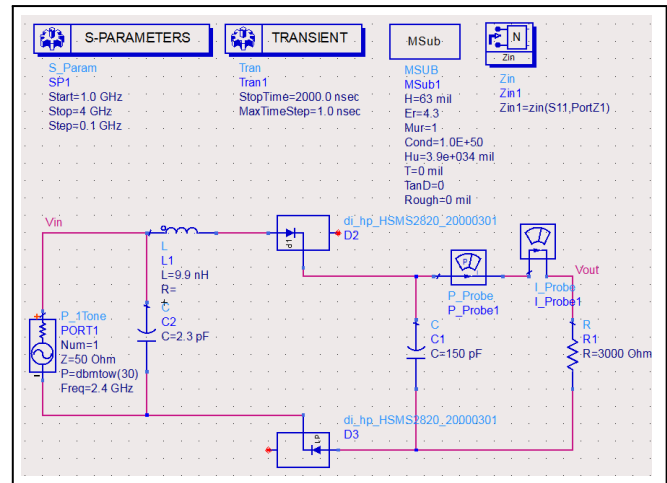 S-PARAMETERS
S_Param
SP1
Start=1.0 GHz
Stop=4 GHz
Step=0.1 GHz
TRANSIENT
Tran
Tran1
StopTime=2000.0 nsec
MaxTimeStep=1.0 nsec
MSub
MSUB
MSub1
H=63 mil
Er=4.3
Mur=1
Cond=1.0E+50
Hu=3.9e+034 mil
T=0 mil
TanD=0
Rough=0 mil
N
Zin
Zin
Zin1
Zin1=zin(S11,PortZ1)
Vin
L
L1
L=9.9 nH
R=
+
C
C2
C=2.3 pF
P_1Tone
PORT1
Num=1
Z=50 Ohm
P=dbmtow(30)
Freq=2.4 GHz
d1
di_hp_HSMS2820_20000301
D2
P
P_Probe
P_Probe1
I_Probe
I_Probe1
Vout
C
C1
C=150 pF
R
R1
R=3000 Ohm
di_hp_HSMS2820_20000301
D3
d1